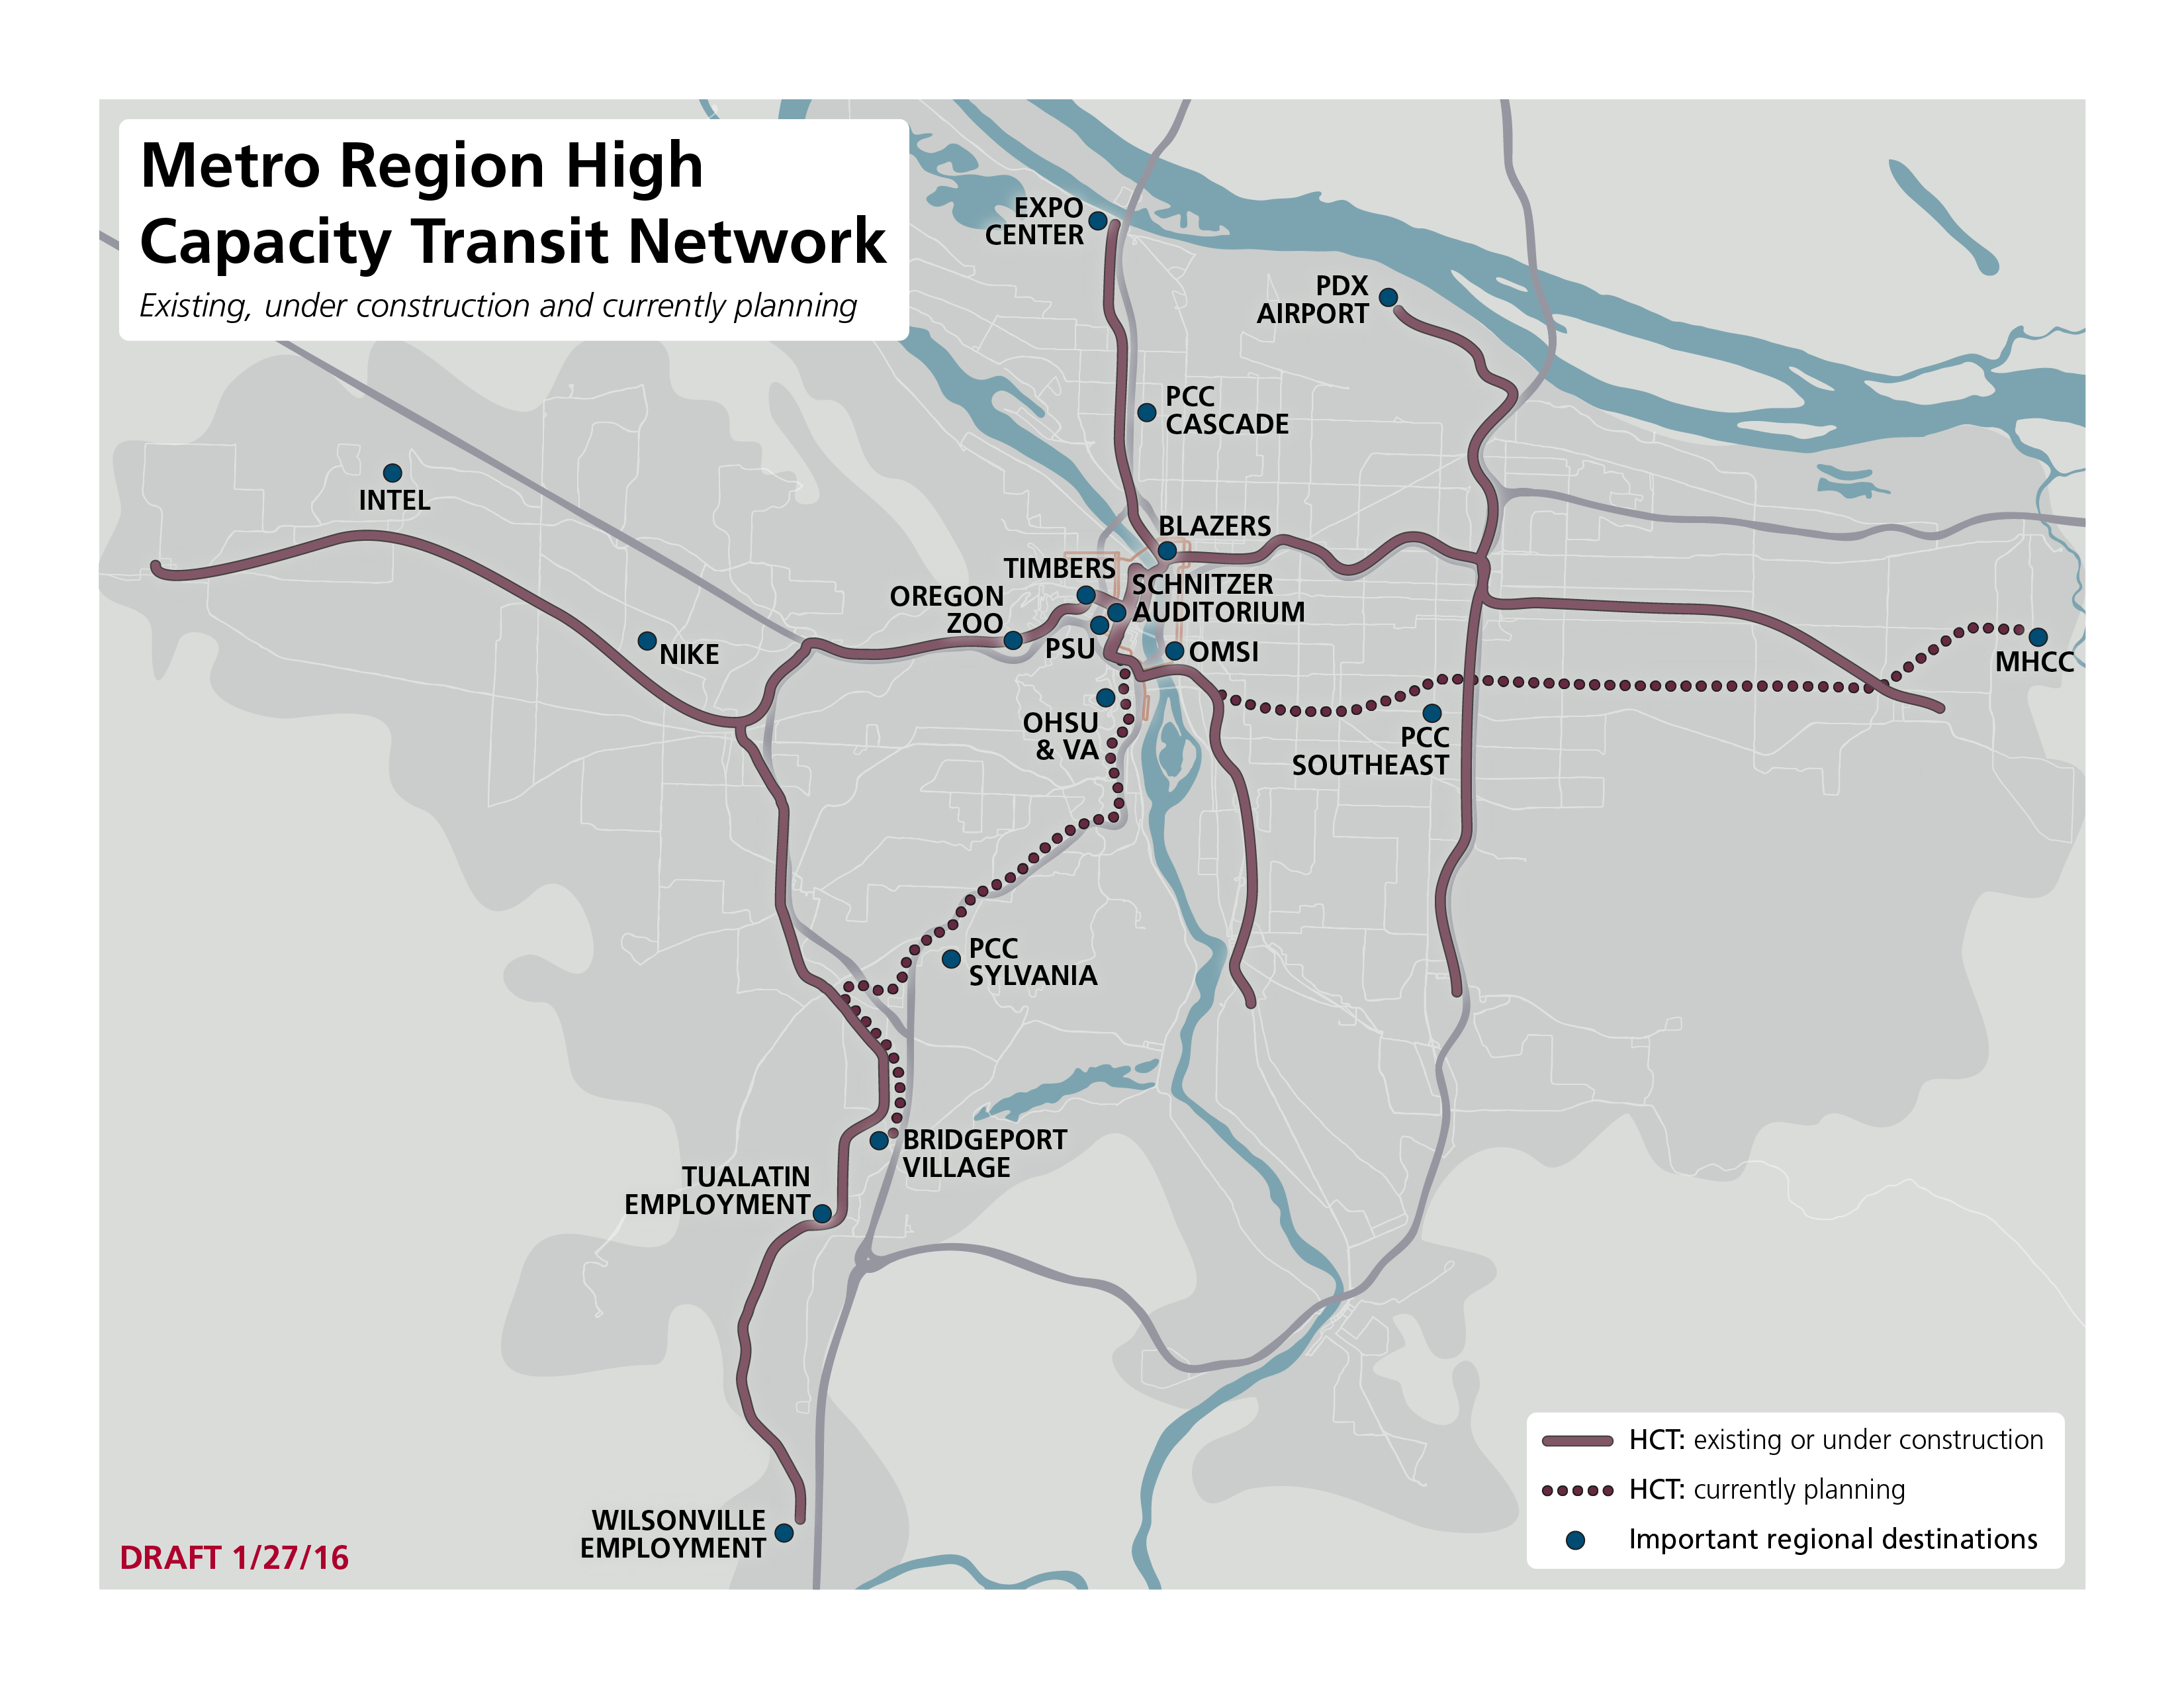 Metro Region High
Capacity Transit Network
Existing, under construction and currently planning
EXPO
CENTER
PDX
AIRPORT
PCC
CASCADE
INTEL
BLAZERS
TIMBERS
SCHNITZER
AUDITORIUM
OREGON
ZOO
PSU
OMSI
NIKE
MHCC
OHSU
& VA
PCC
SOUTHEAST
PCC
SYLVANIA
BRIDGEPORT
VILLAGE
TUALATIN
EMPLOYMENT
WILSONVILLE
EMPLOYMENT
DRAFT 1/27/16
HCT: existing or under construction
HCT: currently planning
Important regional destinations